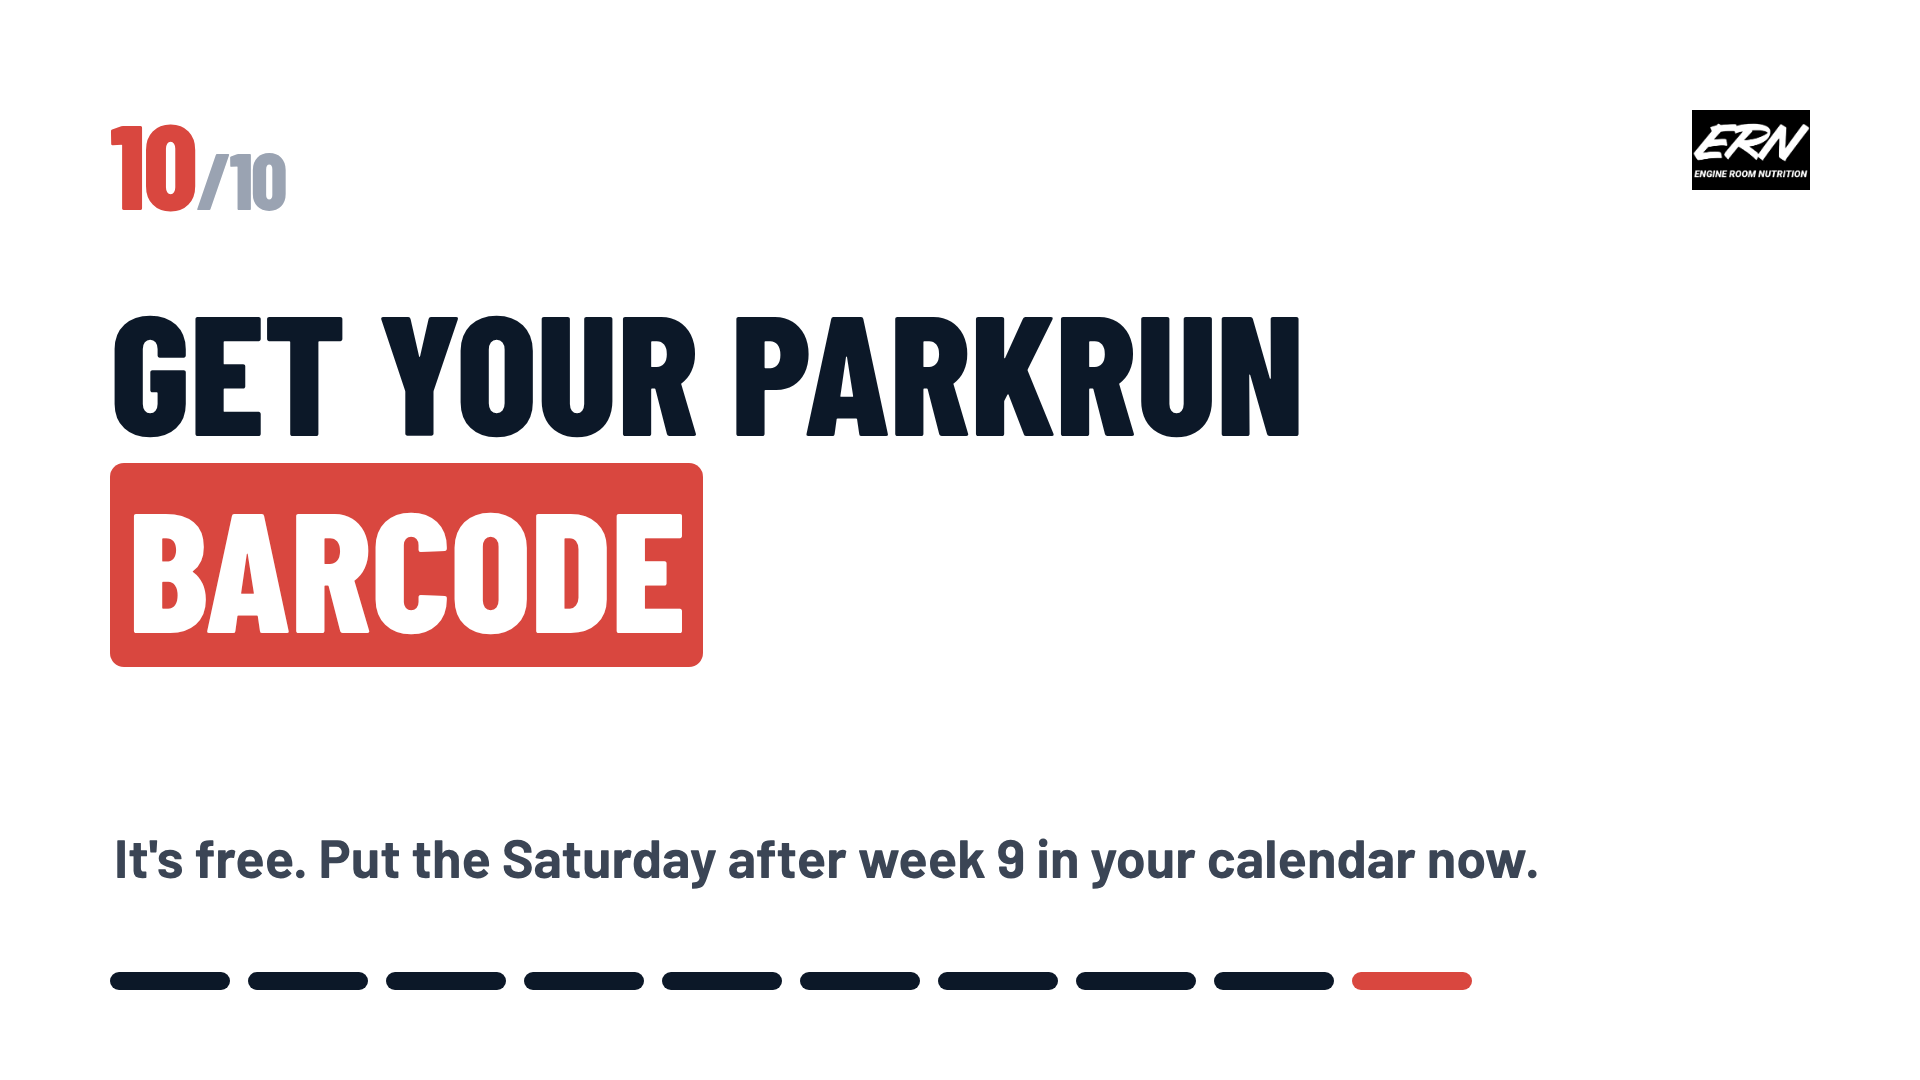 10/10
ERN
ENGINE ROOM NUTRITION
GET YOUR PARKRUN
BARCODE
It's free. Put the Saturday after week 9 in your calendar now.